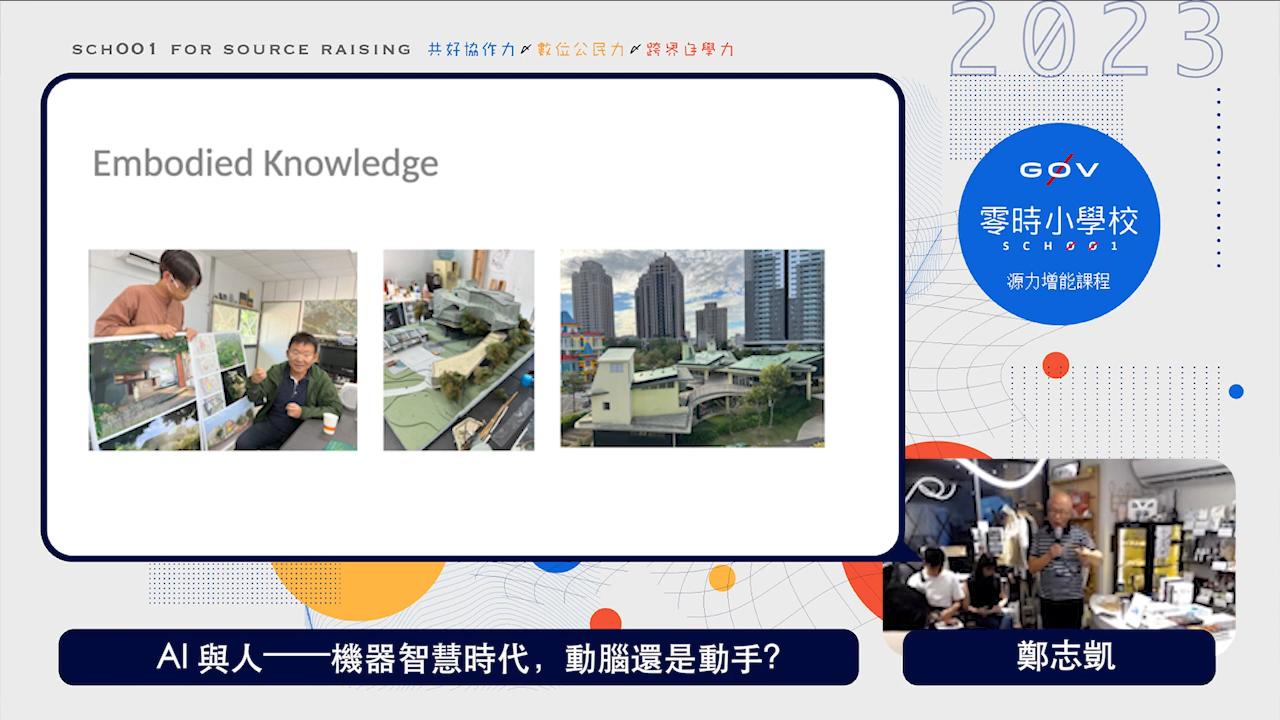 SCH001 FOR SOURCE RAISING 共好協作力 數位公民力 跨界自學力
2023
Embodied Knowledge
G0V
零時小學校
SCH001
源力增能課程
AI 與人——機器智慧時代，動腦還是動手？
鄭志凱